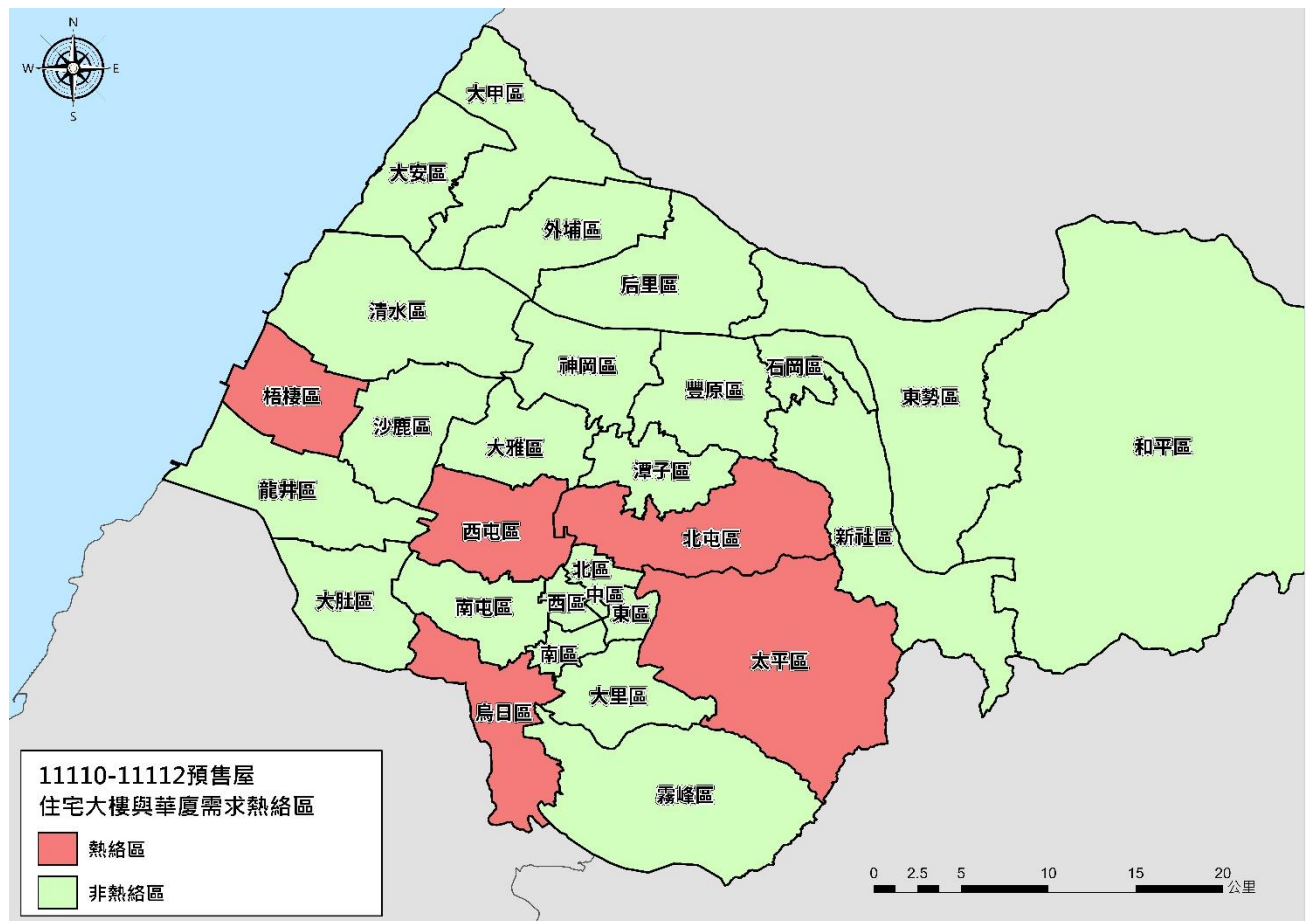 N
W
E
S
大甲區
大安區
外埔區
后里區
清水區
神岡區
豐原區
石岡區
東勢區
和平區
梧棲區
沙鹿區
大雅區
潭子區
龍井區
西屯區
北屯區
新社區
大肚區
南屯區
北區
西區
中區
東區
南區
太平區
大里區
烏日區
霧峰區
11110-11112預售屋
住宅大樓與華廈需求熱絡區
熱絡區
非熱絡區
0 2.5 5 10 15 20
公里